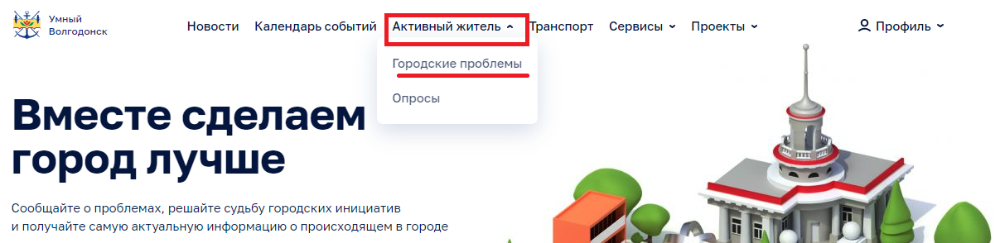 Умный
Волгодонск
Новости Календарь событий Активный житель Транспорт Сервисы Проекты Профиль
Городские проблемы
Опросы
Вместе сделаем
город лучше
Сообщайте о проблемах, решайте судьбу городских инициатив
и получайте самую актуальную информацию о происходящем в городе